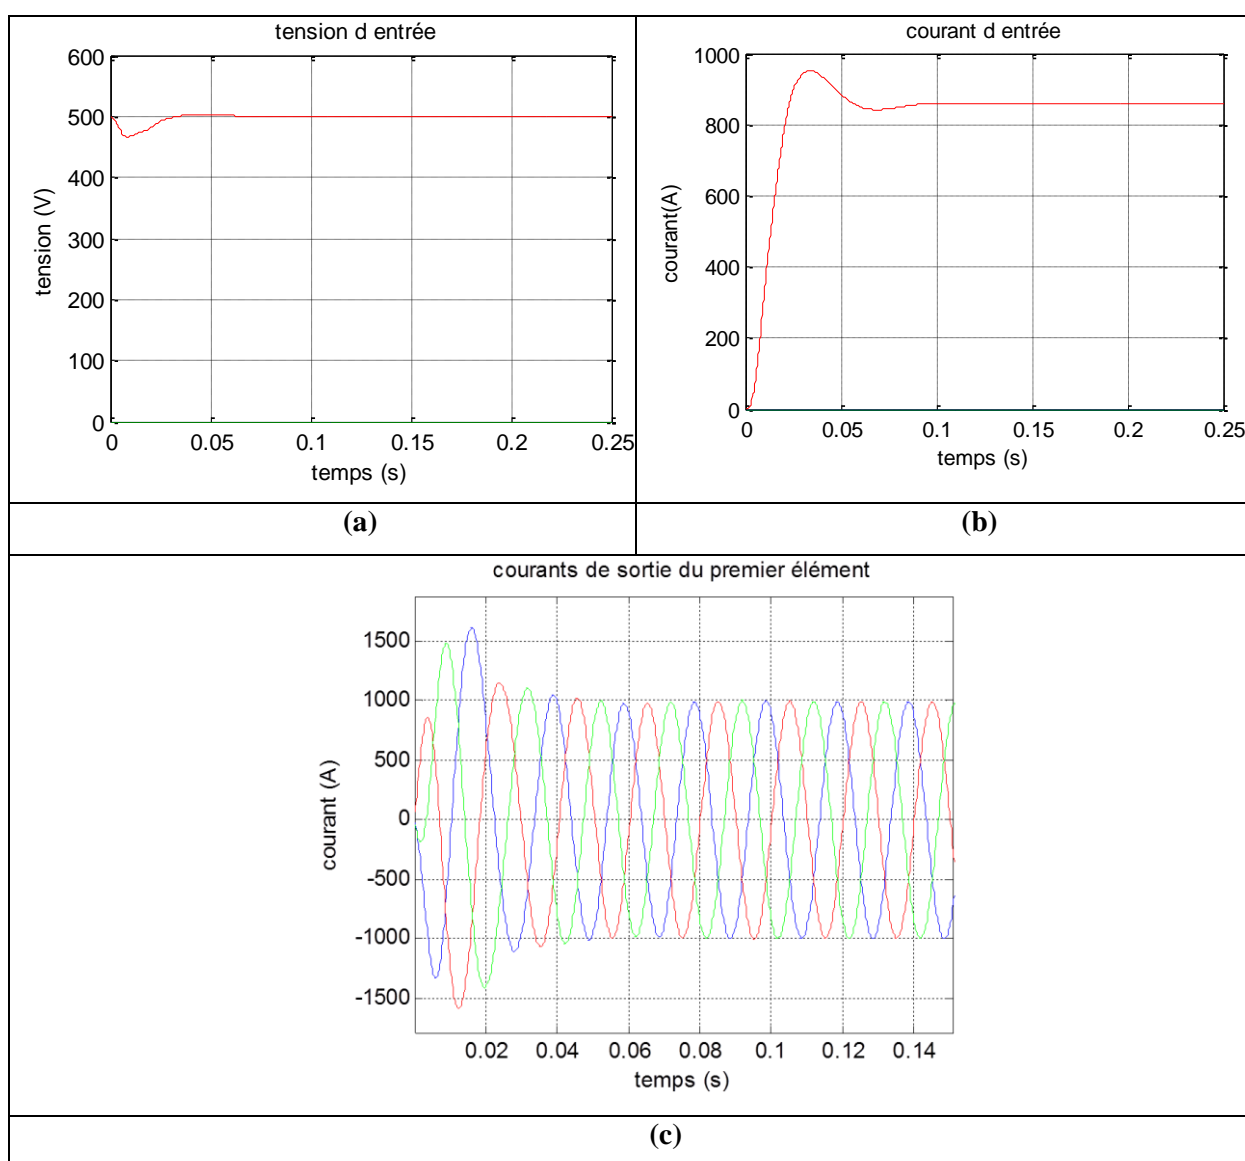 tension d entrée
600
500
400
300
200
100
0
tension (V)
0 0.05 0.1 0.15 0.2 0.25
temps (s)
courant d entrée
1000
800
600
400
200
0
courant(A)
0 0.05 0.1 0.15 0.2 0.25
temps (s)
(a)
(b)
courants de sortie du premier élément
1500
1000
500
0
-500
-1000
-1500
courant (A)
0.02 0.04 0.06 0.08 0.1 0.12 0.14
temps (s)
(c)